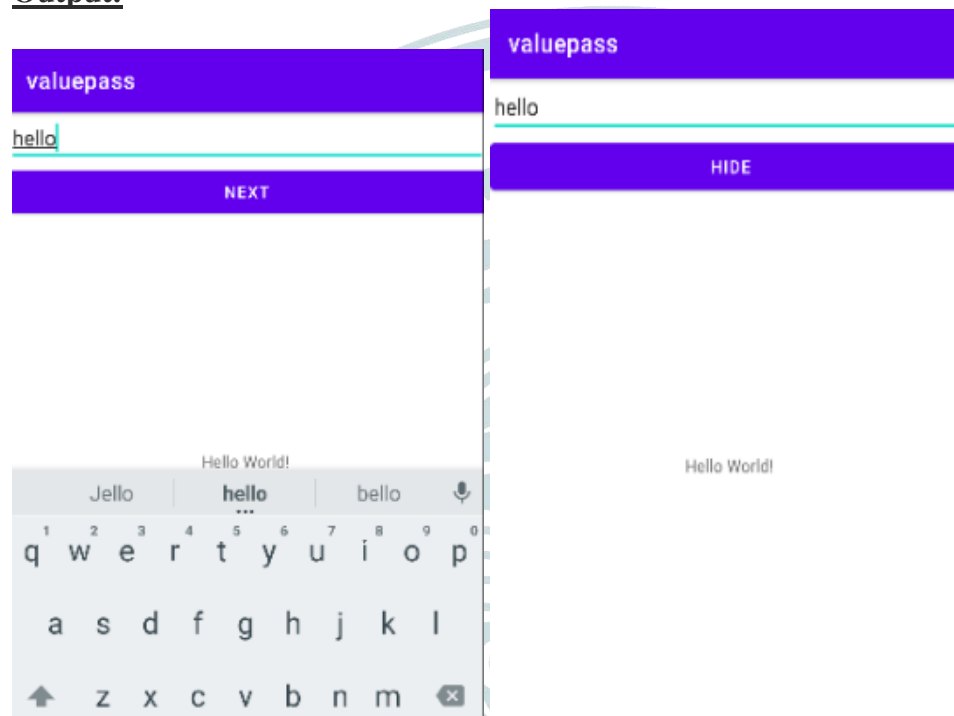 Output:
valuepass
hello
NEXT
Hello World!
Jello hello bello
1 2 3 4 5 6 7 8 9 0
q w e r t y u i o p
a s d f g h j k l
z x c v b n m
valuepass
hello
HIDE
Hello World!